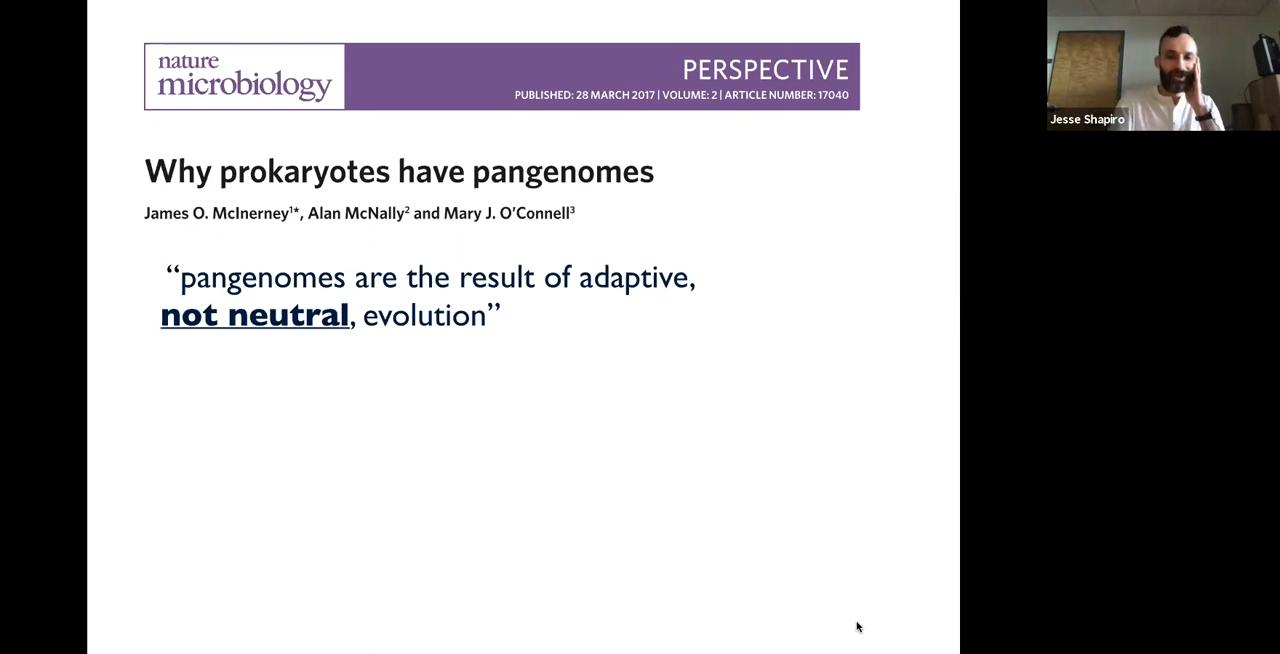 nature
microbiology
PERSPECTIVE
PUBLISHED: 28 MARCH 2017 | VOLUME: 2 | ARTICLE NUMBER: 17040
Why prokaryotes have pangenomes
James O. McInerney1*, Alan McNally2 and Mary J. O’Connell3
“pangenomes are the result of adaptive,
not neutral, evolution”
Jesse Shapiro